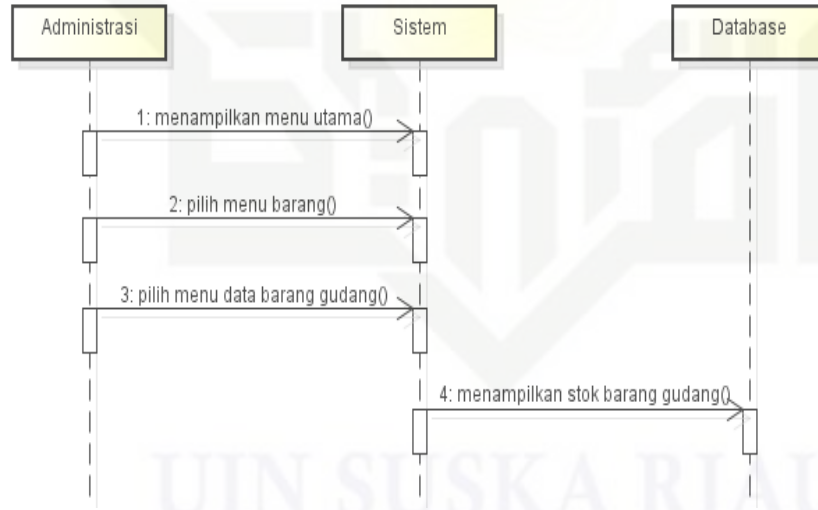 Administrasi
Sistem
Database
1: menampilkan menu utama()
2: pilih menu barang()
3: pilih menu data barang gudang()
4: menampilkan stok barang gudang()
UIN SUSKA RIAU